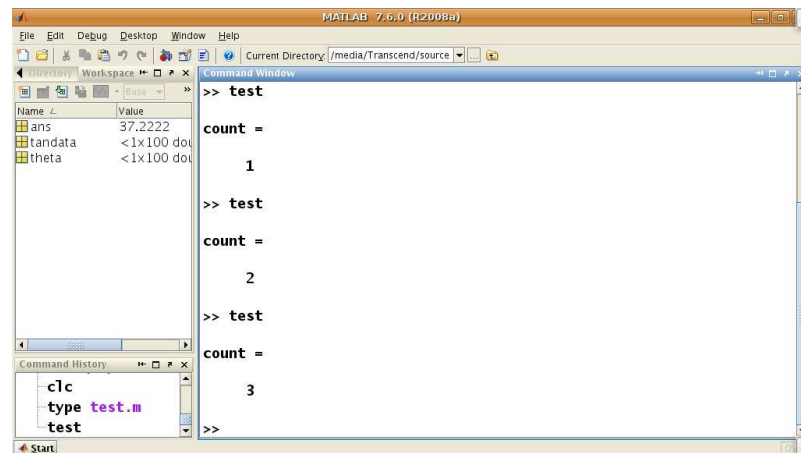 MATLAB 7.6.0 (R2008a)
File Edit Debug Desktop Window Help
Current Directory: /media/Transcend/source
Directory Workspace
Base
Name Value
ans 37.2222
tandata <1x100 dou
theta <1x100 dou
Command History
clc
type test.m
test
Command Window
>> test
count =
1
>> test
count =
2
>> test
count =
3
>>
Start